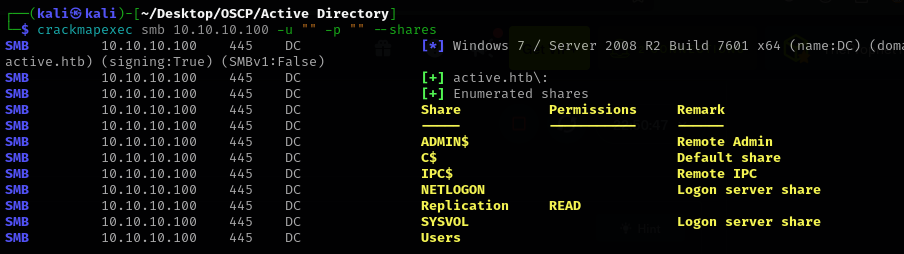 ┌──(kali㉿kali)-[~/Desktop/OSCP/Active Directory]
└─$ crackmapexec smb 10.10.10.100 -u "" -p "" --shares
SMB 10.10.10.100 445 DC [*] Windows 7 / Server 2008 R2 Build 7601 x64 (name:DC) (doma
active.htb) (signing:True) (SMBv1:False)
SMB 10.10.10.100 445 DC [+] active.htb\:
SMB 10.10.10.100 445 DC [+] Enumerated shares
SMB 10.10.10.100 445 DC Share Permissions Remark
SMB 10.10.10.100 445 DC ----- ----------- ------
SMB 10.10.10.100 445 DC ADMIN$ Remote Admin
SMB 10.10.10.100 445 DC C$ Default share
SMB 10.10.10.100 445 DC IPC$ Remote IPC
SMB 10.10.10.100 445 DC NETLOGON Logon server share
SMB 10.10.10.100 445 DC Replication READ
SMB 10.10.10.100 445 DC SYSVOL Logon server share
SMB 10.10.10.100 445 DC Users